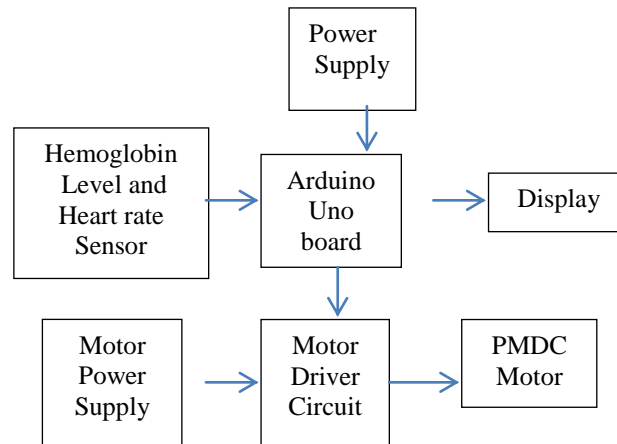 Power
Supply
Hemoglobin
Level and
Heart rate
Sensor
Arduino
Uno
board
Display
Motor
Power
Supply
Motor
Driver
Circuit
PMDC
Motor